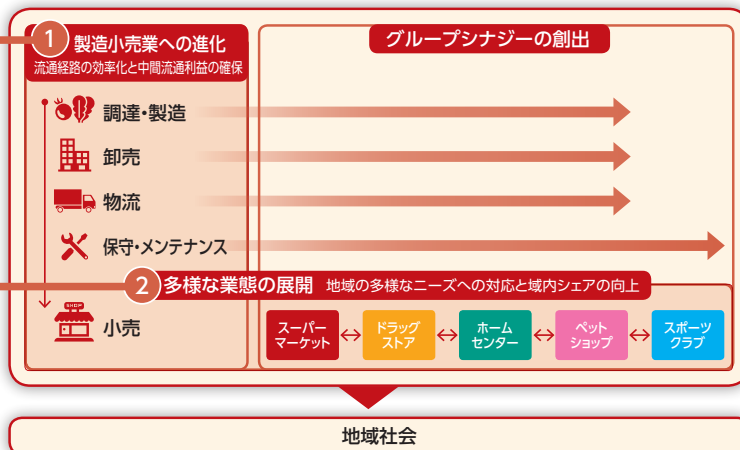 1 製造小売業への進化
流通経路の効率化と中間流通利益の確保
グループシナジーの創出
調達・製造
卸売
物流
保守・メンテナンス
2 多様な業態の展開 地域の多様なニーズへの対応と域内シェアの向上
SHOP
小売
スーパー
マーケット
ドラッグ
ストア
ホーム
センター
ペット
ショップ
スポーツ
クラブ
地域社会